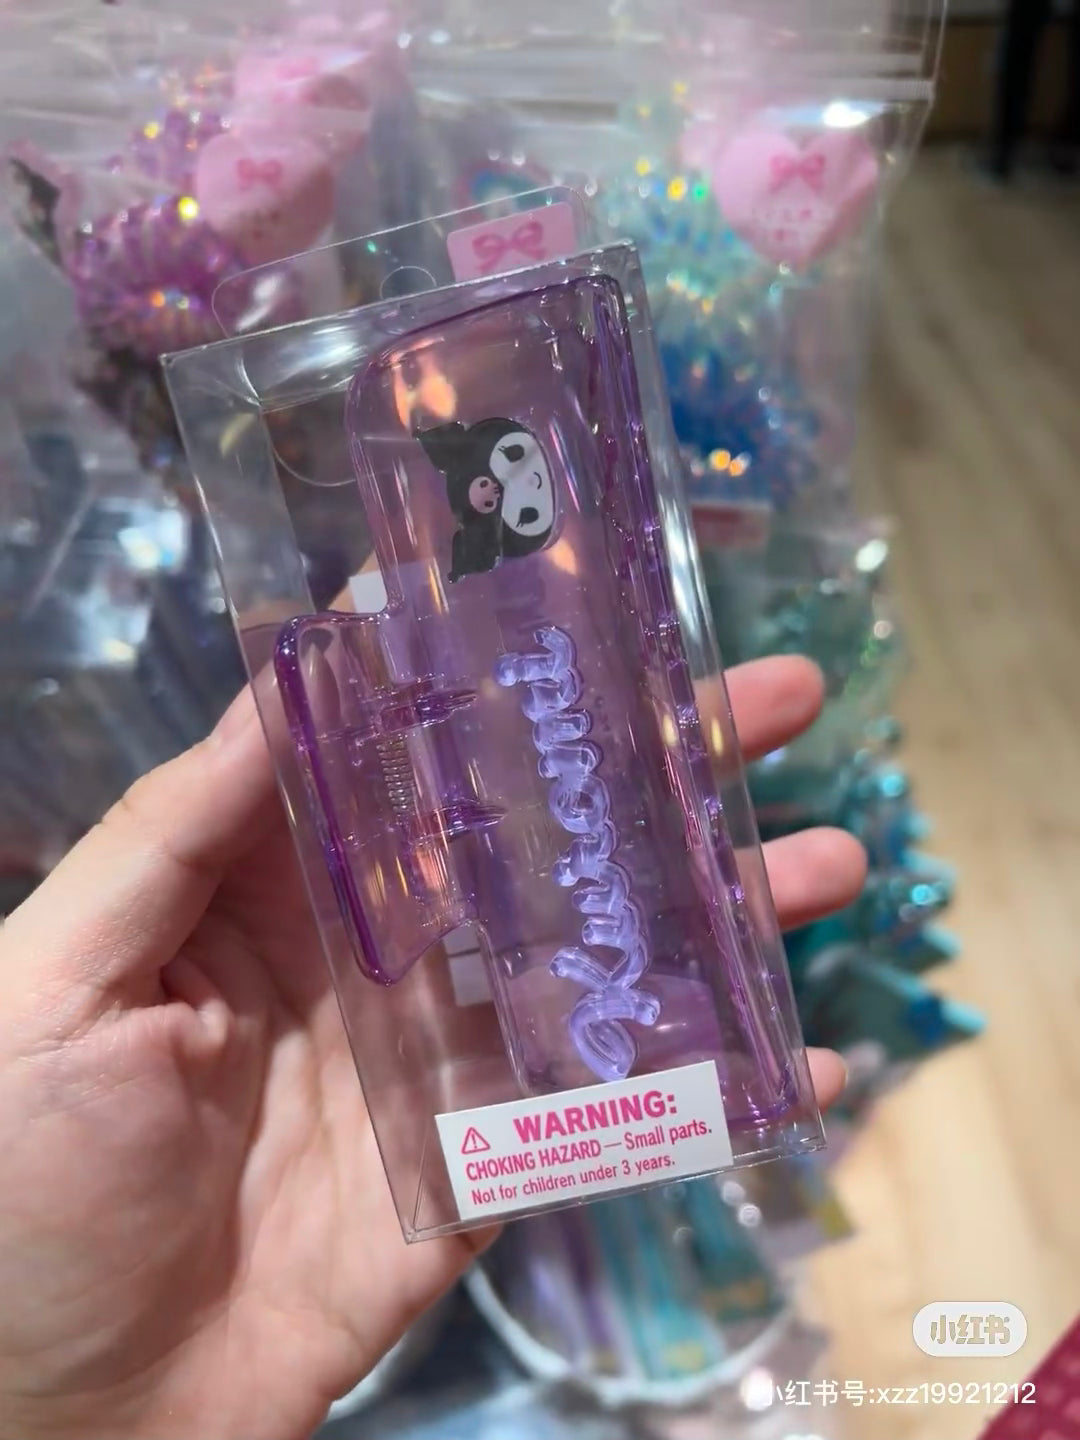 Kuromi
⚠ WARNING:
CHOKING HAZARD — Small parts.
Not for children under 3 years.
小红书
小红书号:xzz19921212